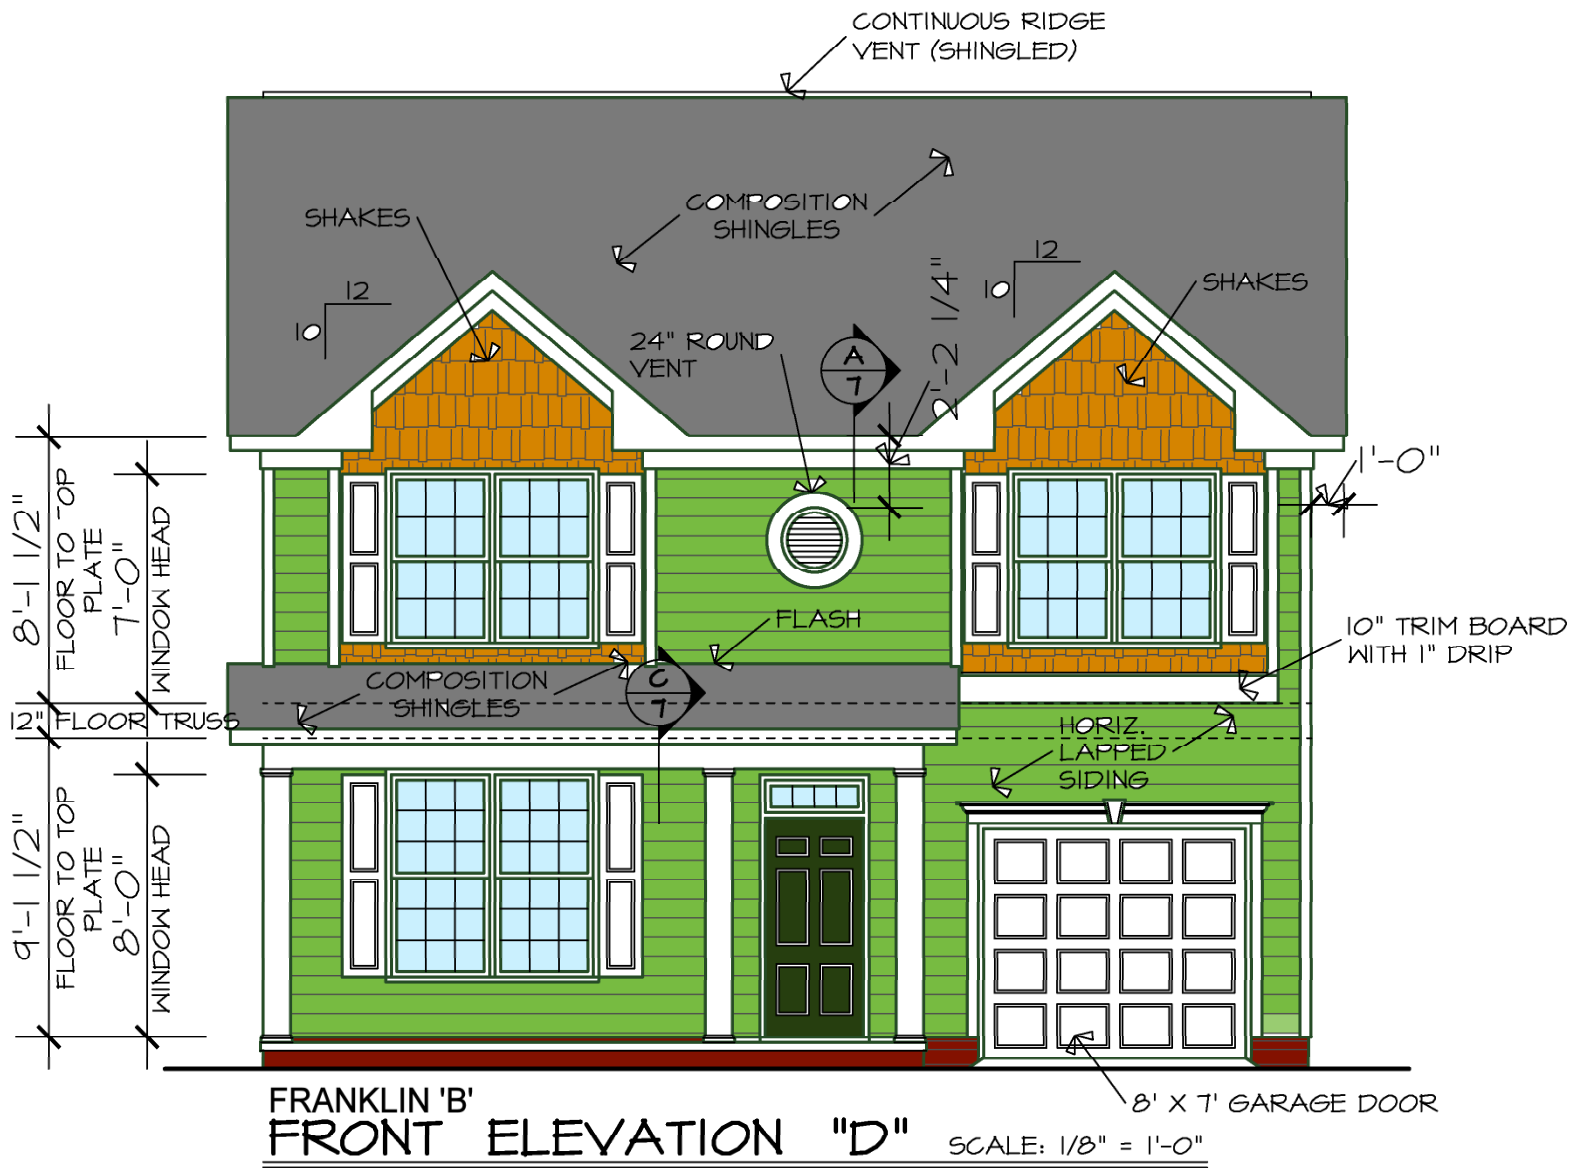 CONTINUOUS RIDGE
VENT (SHINGLED)
COMPOSITION
SHINGLES
SHAKES
12
10
12
10
SHAKES
24" ROUND
VENT
A
7
2'-2 1/4"
1'-0"
8'-1 1/2"
FLOOR TO TOP
PLATE
7'-0"
WINDOW HEAD
FLASH
10" TRIM BOARD
WITH 1" DRIP
COMPOSITION
SHINGLES
C
7
12" FLOOR TRUSS
HORIZ.
LAPPED
SIDING
9'-1 1/2"
FLOOR TO TOP
PLATE
8'-0"
WINDOW HEAD
8' X 7' GARAGE DOOR
FRANKLIN 'B'
FRONT ELEVATION "D"
SCALE: 1/8" = 1'-0"